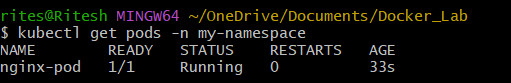 rites@Ritesh MINGW64 ~/OneDrive/Documents/Docker_Lab
$ kubectl get pods -n my-namespace
NAME        READY   STATUS    RESTARTS   AGE
nginx-pod   1/1     Running   0          33s